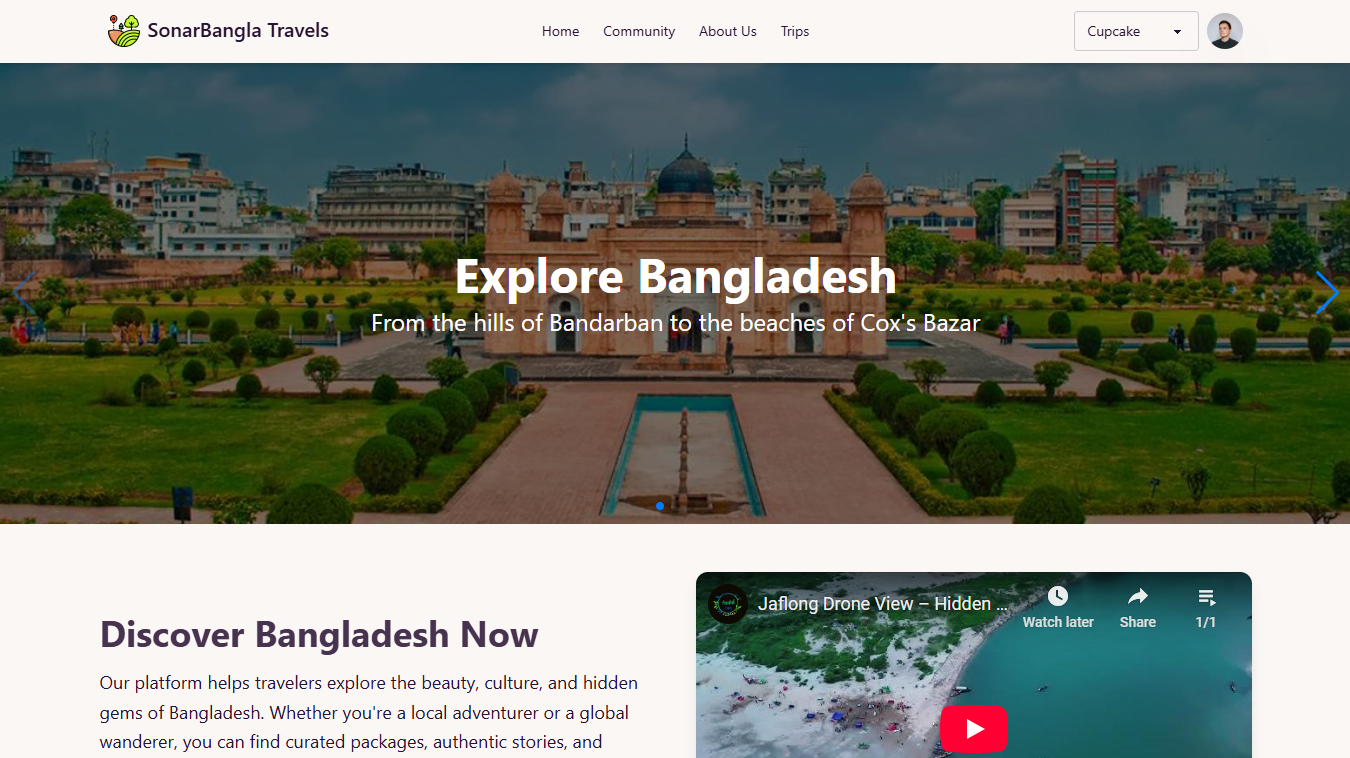 SonarBangla Travels
Home
Community
About Us
Trips
Cupcake
Explore Bangladesh
From the hills of Bandarban to the beaches of Cox's Bazar
Discover Bangladesh Now
Our platform helps travelers explore the beauty, culture, and hidden
gems of Bangladesh. Whether you're a local adventurer or a global
wanderer, you can find curated packages, authentic stories, and
Jaflong Drone View – Hidden ...
Watch later
Share
1/1